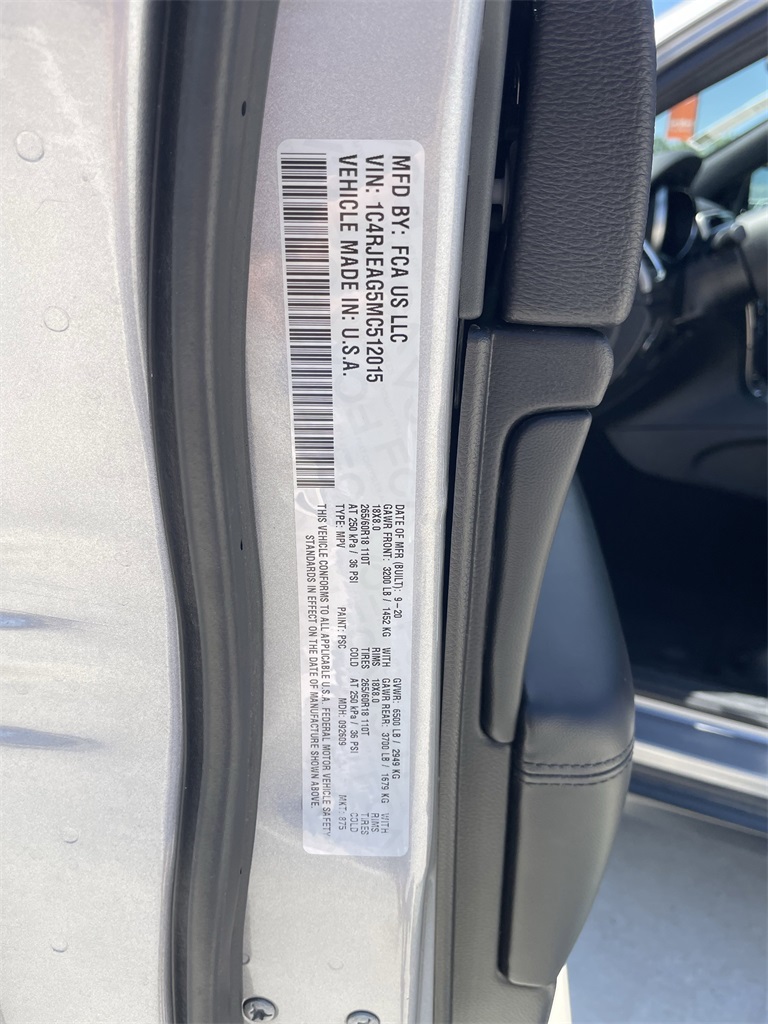 MFD BY: FCA US LLC
VIN: 1C4RJEAG5MC512015
VEHICLE MADE IN: U.S.A.
DATE OF MFR (BUILT): 9-20 GVWR: 6500 LB / 2949 KG
GAWR FRONT: 3200 LB / 1452 KG WITH GAWR REAR: 3700 LB / 1679 KG WITH
18X8.0 RIMS 18X8.0 RIMS
265/60R18 110T TIRES 265/60R18 110T TIRES
AT 250 kPa / 36 PSI COLD AT 250 kPa / 36 PSI COLD
TYPE: MPV PAINT: PSC MDH: 092609 MKT: 875
THIS VEHICLE CONFORMS TO ALL APPLICABLE U.S.A. FEDERAL MOTOR VEHICLE SAFETY
STANDARDS IN EFFECT ON THE DATE OF MANUFACTURE SHOWN ABOVE.